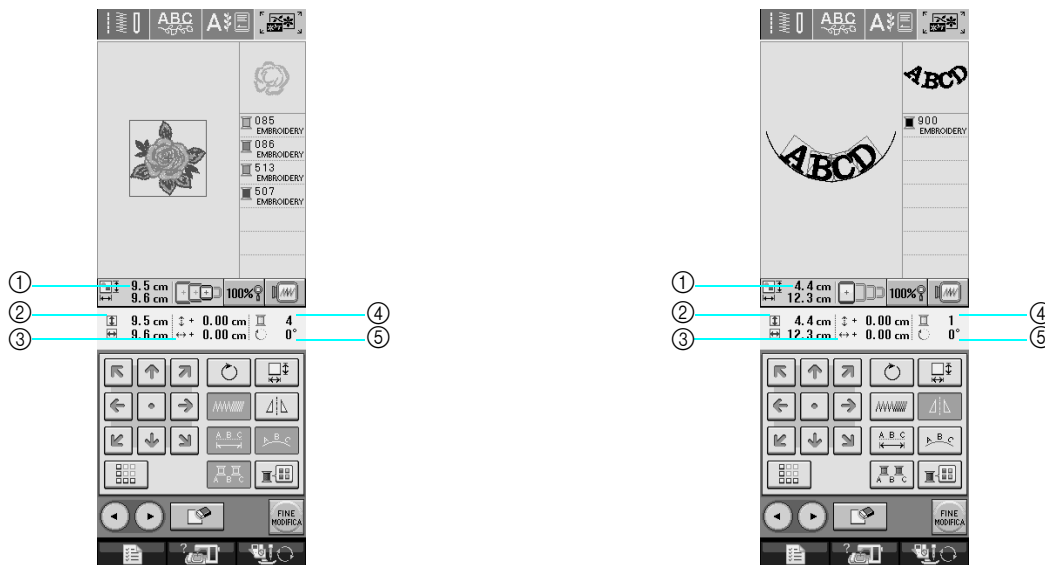 ABC A
085
EMBROIDERY
086
EMBROIDERY
513
EMBROIDERY
507
EMBROIDERY
① 9.5 cm
9.6 cm 100%
② 9.5 cm + 0.00 cm 4 ④
③ 9.6 cm + 0.00 cm 0° ⑤
A B C A B C
A B C
FINE
MODIFICA
?
ABC A
ABCD
900
EMBROIDERY
ABCD
① 4.4 cm
12.3 cm 100%
② 4.4 cm + 0.00 cm 1 ④
③ 12.3 cm + 0.00 cm 0° ⑤
A B C A B C
A B C
FINE
MODIFICA
?